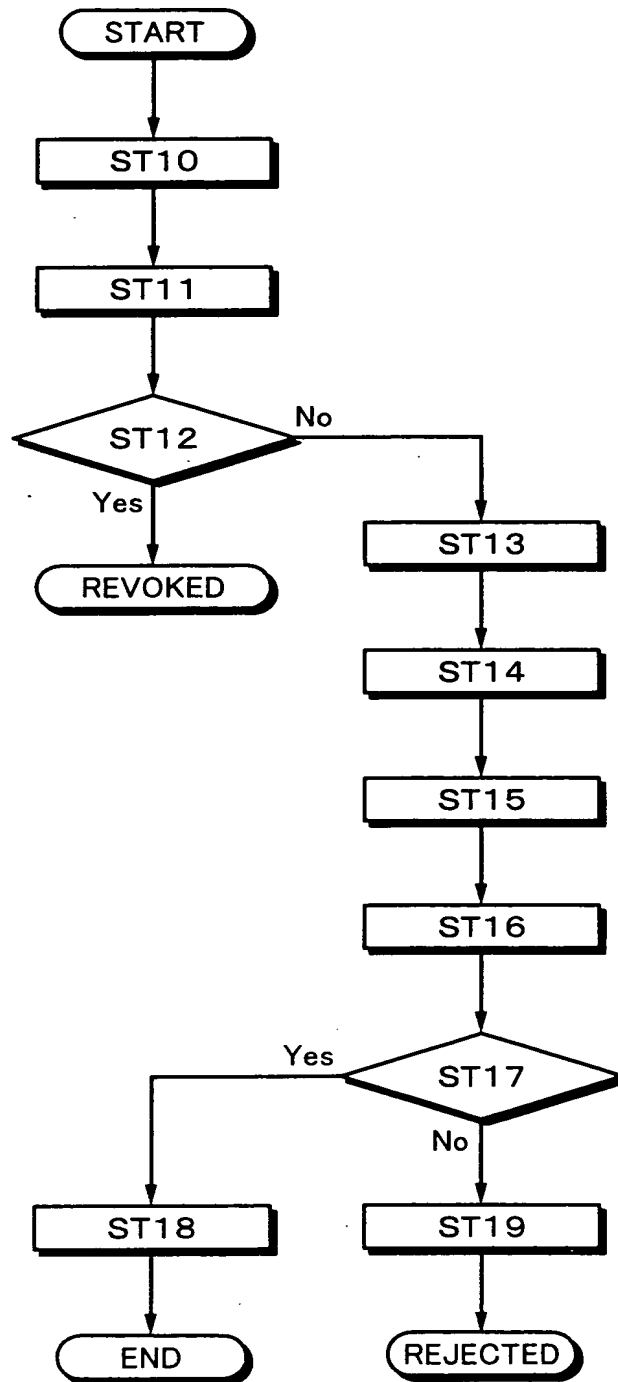 START
ST10
ST11
ST12
No
Yes
REVOKED
ST13
ST14
ST15
ST16
ST17
Yes
No
ST18
ST19
END
REJECTED